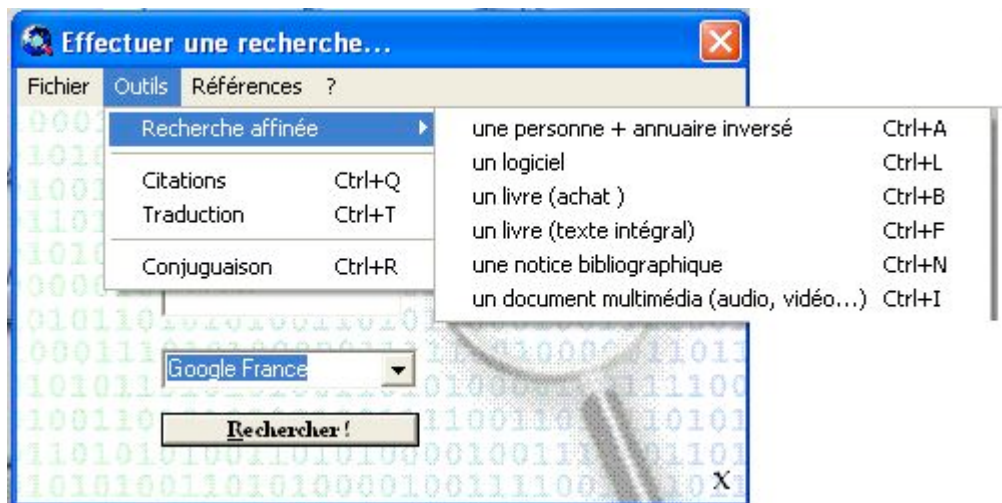 Effectuer une recherche...
Fichier Outils Références ?
Recherche affinée
Citations Ctrl+Q
Traduction Ctrl+T
Conjuguaison Ctrl+R
une personne + annuaire inversé Ctrl+A
un logiciel Ctrl+L
un livre (achat ) Ctrl+B
un livre (texte intégral) Ctrl+F
une notice bibliographique Ctrl+N
un document multimédia (audio, vidéo...) Ctrl+I
Google France
Rechercher !
X